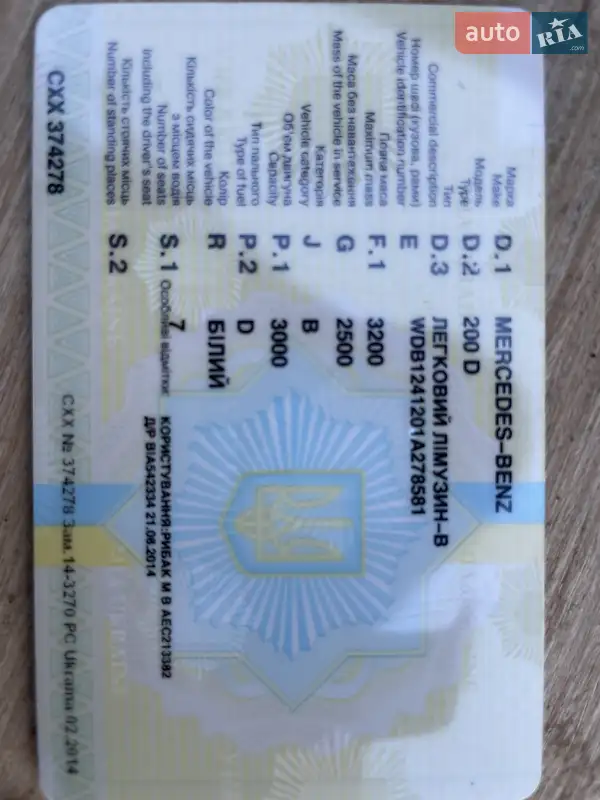 auto RIA .com
Марка
Make D.1 MERCEDES-BENZ
Модель
Type D.2 200 D
Тип
Commercial description D.3 ЛЕГКОВИЙ ЛІМУЗИН-В
Номер шасі (кузова, рами)
Vehicle identification number E WDB1241201A278581
Повна маса
Maximum mass F.1 3200
Маса без навантаження
Mass of the vehicle in service G 2500
Категорія
Vehicle category J B
Об'єм двигуна
Capacity P.1 3000
Тип пального
Type of fuel P.2 D
Колір
Color of the vehicle R БІЛИЙ
Кількість сидячих місць
з місцем водія
Number of seats
including the driver's seat S.1 7
Особливі відмітки: КОРИСТУВАННЯ:РИБАК М В АЕС213382
Д/Р ВІА542334 21.06.2014
Кількість стоячих місць
Number of standing places S.2
СХХ 374278
СХХ № 374278 Зам. 14-3270 PC Ukraina 02.2014